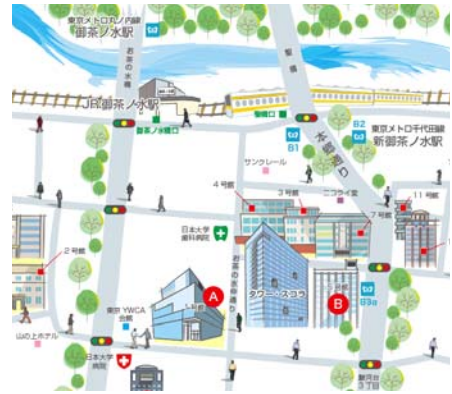 東京メトロ丸ノ内線
御茶ノ水駅
お茶の水橋
聖橋
JR御茶ノ水駅
御茶ノ水橋口
聖橋口
B1
B2
本郷通り
東京メトロ千代田線
新御茶ノ水駅
サンクレール
ニコライ堂
4号館
3号館
11号館
7号館
2号館
日本大学
歯科病院
お茶の水仲通り
タワー・スコラ
A
B
号館
B3a
東京YWCA
会館
山の上ホテル
日本大学
病院
駿河台
3丁目